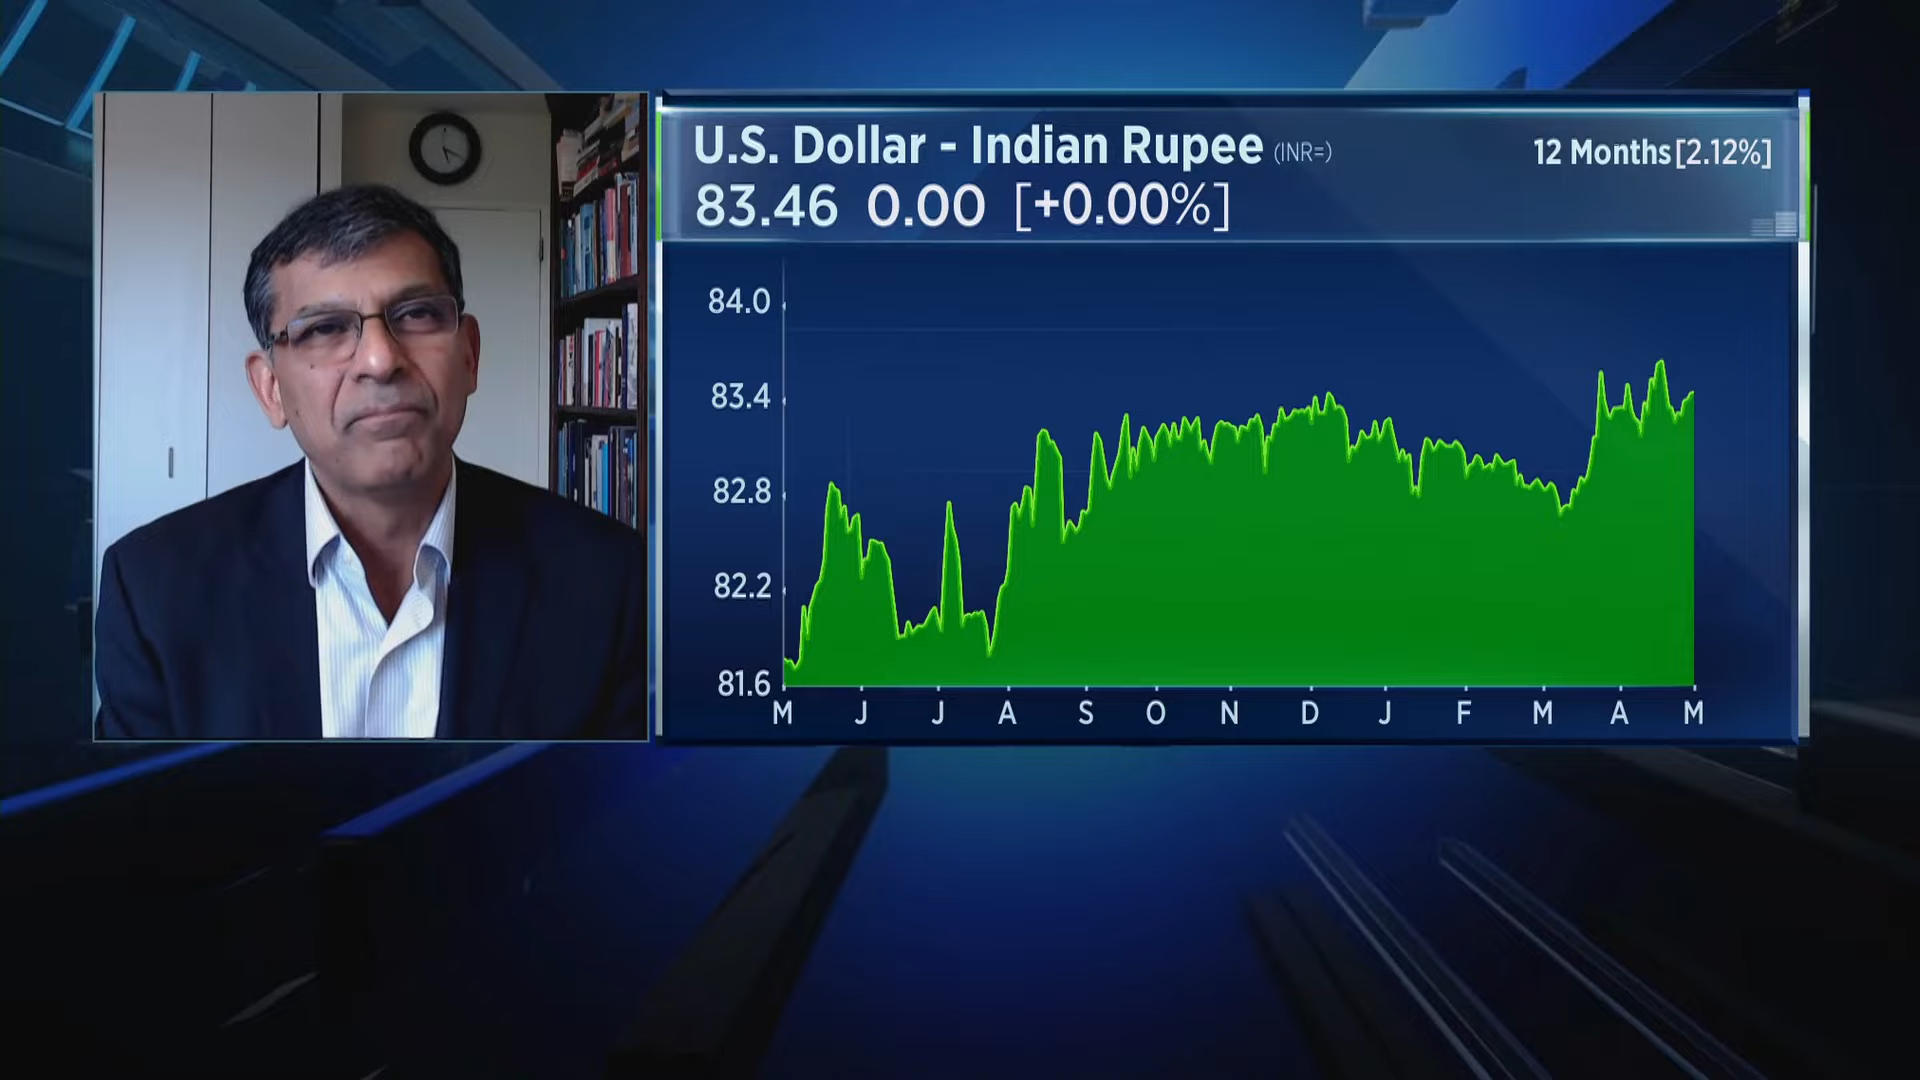 U.S. Dollar - Indian Rupee (INR=)
12 Months [2.12%]
83.46 0.00 [+0.00%]
84.0
83.4
82.8
82.2
81.6
M J J A S O N D J F M A M